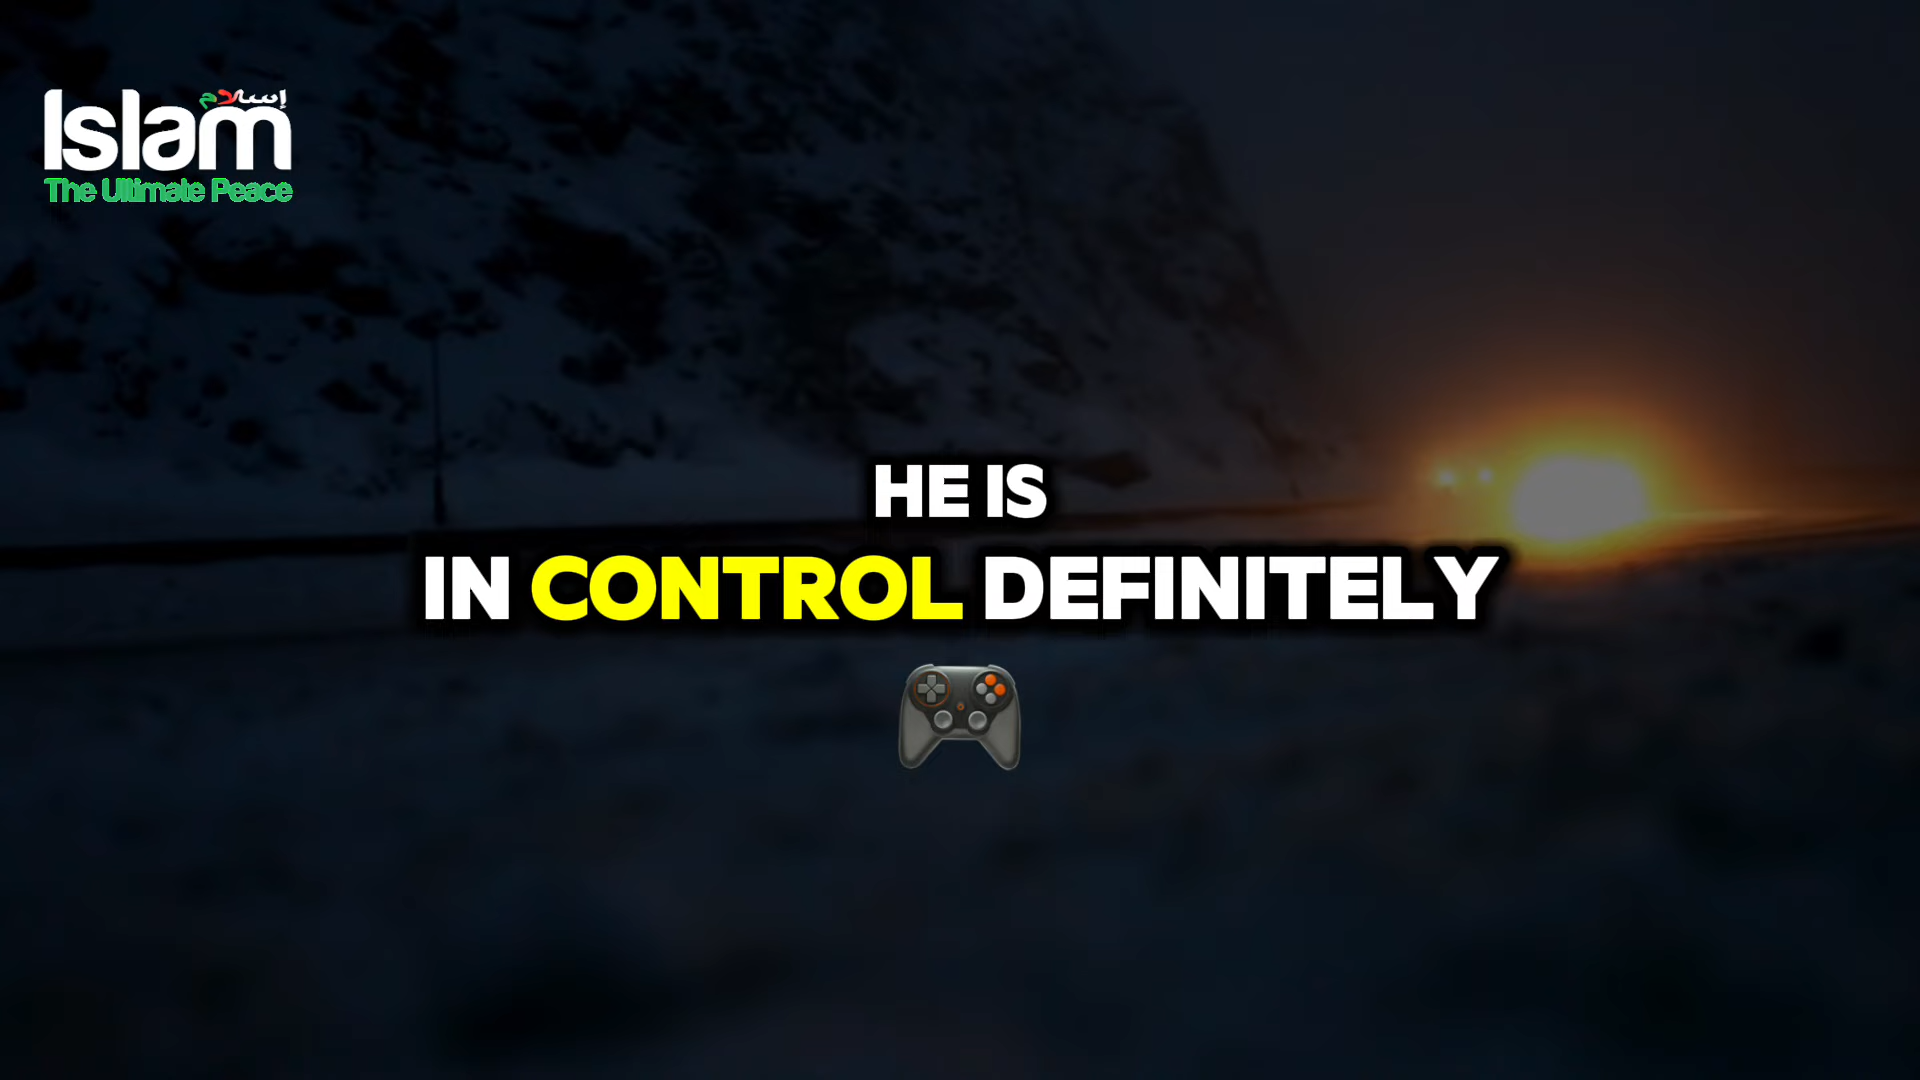 إسلام
Islam
The Ultimate Peace
HE IS
IN CONTROL DEFINITELY